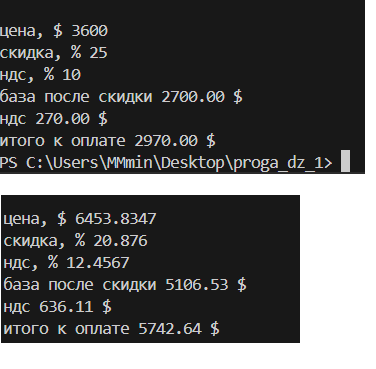 цена, $ 3600
скидка, % 25
ндс, % 10
база после скидки 2700.00 $
ндс 270.00 $
итого к оплате 2970.00 $
PS C:\Users\MMmin\Desktop\proga_dz_1>
цена, $ 6453.8347
скидка, % 20.876
ндс, % 12.4567
база после скидки 5106.53 $
ндс 636.11 $
итого к оплате 5742.64 $